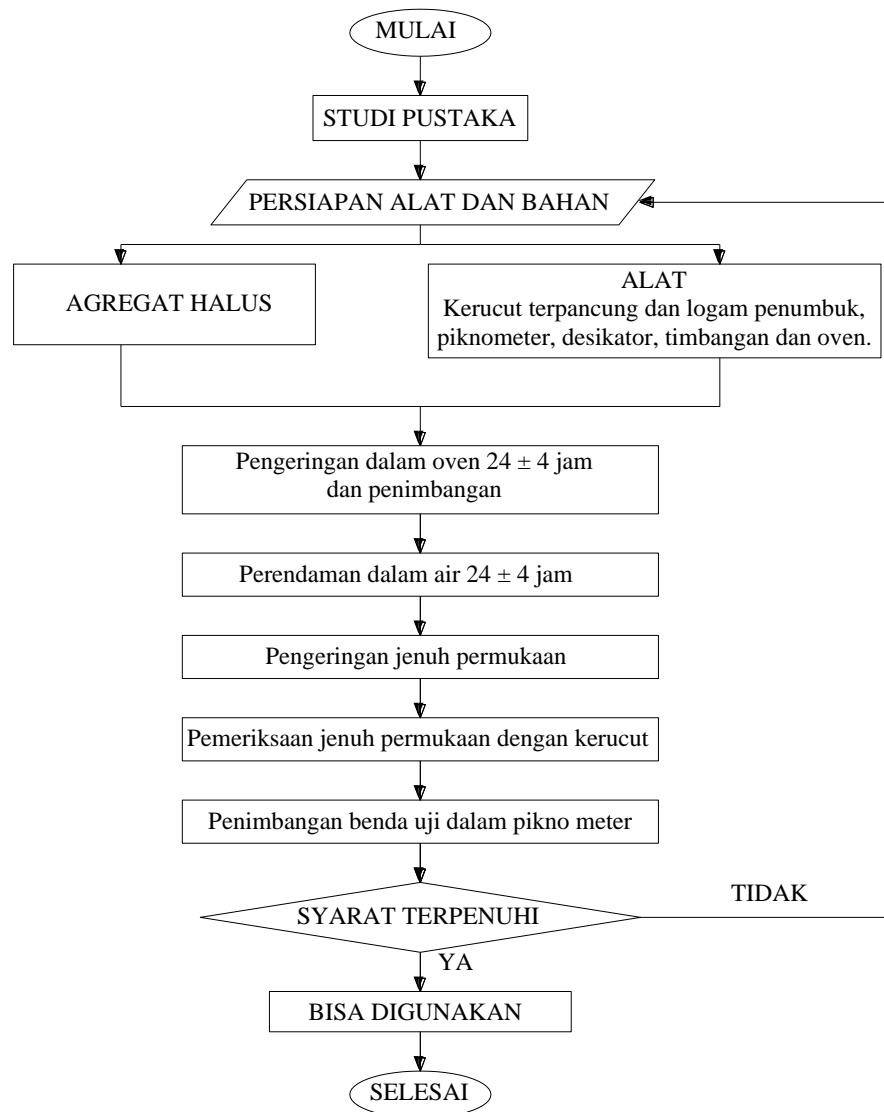 MULAI
STUDI PUSTAKA
PERSIAPAN ALAT DAN BAHAN
AGREGAT HALUS
ALAT
Kerucut terpancung dan logam penumbuk,
piknometer, desikator, timbangan dan oven.
Pengeringan dalam oven 24 ± 4 jam
dan penimbangan
Perendaman dalam air 24 ± 4 jam
Pengeringan jenuh permukaan
Pemeriksaan jenuh permukaan dengan kerucut
Penimbangan benda uji dalam pikno meter
SYARAT TERPENUHI
TIDAK
YA
BISA DIGUNAKAN
SELESAI